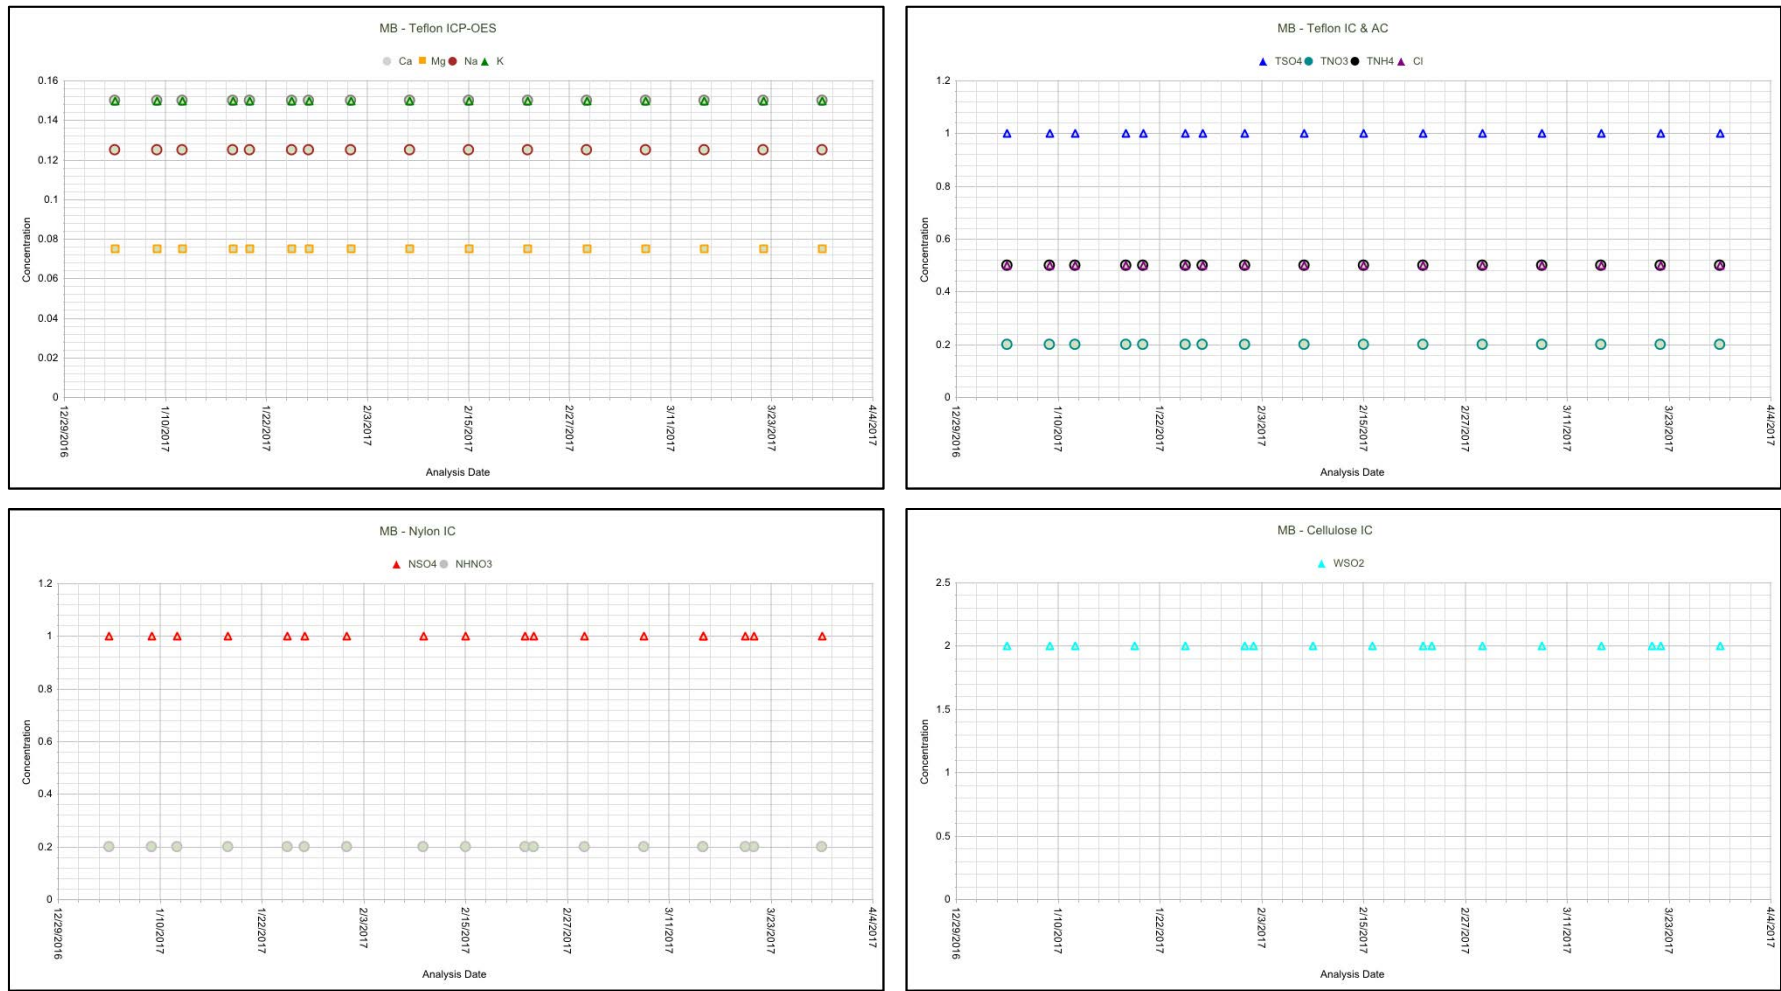 MB - Teflon ICP-OES
Ca Mg Na K
0.16
0.14
0.12
0.1
0.08
0.06
0.04
0.02
0
Concentration
12/29/2016 1/10/2017 1/22/2017 2/3/2017 2/15/2017 2/27/2017 3/11/2017 3/23/2017 4/4/2017
Analysis Date
MB - Teflon IC & AC
TSO4 TNO3 TNH4 Cl
1.2
1
0.8
0.6
0.4
0.2
0
Concentration
12/29/2016 1/10/2017 1/22/2017 2/3/2017 2/15/2017 2/27/2017 3/11/2017 3/23/2017 4/4/2017
Analysis Date
MB - Nylon IC
NSO4 NHNO3
1.2
1
0.8
0.6
0.4
0.2
0
Concentration
12/29/2016 1/10/2017 1/22/2017 2/3/2017 2/15/2017 2/27/2017 3/11/2017 3/23/2017 4/4/2017
Analysis Date
MB - Cellulose IC
WSO2
2.5
2
1.5
1
0.5
0
Concentration
12/29/2016 1/10/2017 1/22/2017 2/3/2017 2/15/2017 2/27/2017 3/11/2017 3/23/2017 4/4/2017
Analysis Date